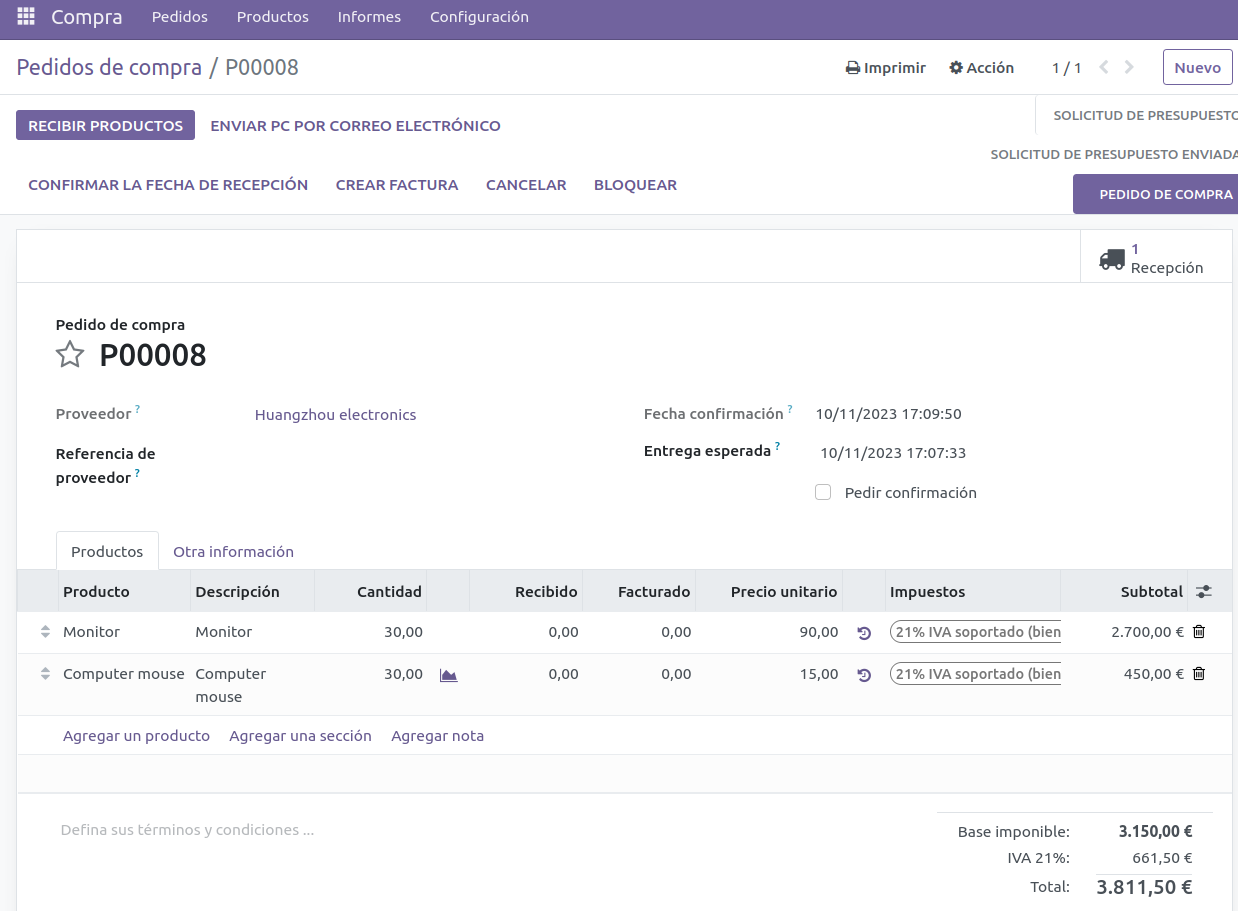 Compra Pedidos Productos Informes Configuración
Pedidos de compra / P00008 Imprimir Acción 1 / 1 Nuevo
RECIBIR PRODUCTOS ENVIAR PC POR CORREO ELECTRÓNICO SOLICITUD DE PRESUPUESTO
SOLICITUD DE PRESUPUESTO ENVIADA
CONFIRMAR LA FECHA DE RECEPCIÓN CREAR FACTURA CANCELAR BLOQUEAR PEDIDO DE COMPRA
1
Recepción
Pedido de compra
P00008
Proveedor ? Huangzhou electronics Fecha confirmación ? 10/11/2023 17:09:50
Referencia de Entrega esperada ? 10/11/2023 17:07:33
proveedor ?
Pedir confirmación
Productos Otra información
Producto Descripción Cantidad Recibido Facturado Precio unitario Impuestos Subtotal
Monitor Monitor 30,00 0,00 0,00 90,00 21% IVA soportado (bien 2.700,00 €
Computer mouse Computer 30,00 0,00 0,00 15,00 21% IVA soportado (bien 450,00 €
mouse
Agregar un producto Agregar una sección Agregar nota
Defina sus términos y condiciones ... Base imponible: 3.150,00 €
IVA 21%: 661,50 €
Total: 3.811,50 €